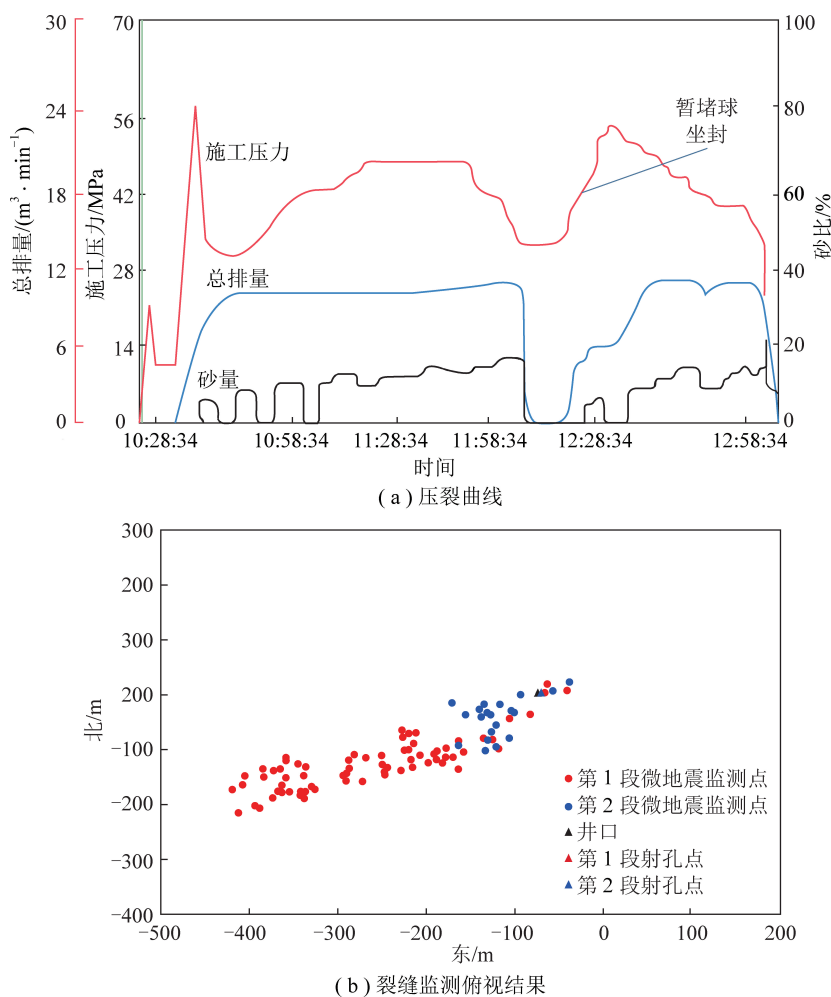 30
70
100
24
56
80
暂堵球
坐封
施工压力
总排量/(m³·min⁻¹)
施工压力/MPa
砂比/%
18
42
60
12
28
40
总排量
6
14
20
砂量
0
0
0
10:28:34
10:58:34
11:28:34
11:58:34
12:28:34
12:58:34
时间
( a ) 压裂曲线
300
200
300
200
北/m
−100
−200
−300
−400
第 1 段微地震监测点
第 2 段微地震监测点
井口
第 1 段射孔点
第 2 段射孔点
−500
−400
−300
−200
−100
0
100
200
东/m
( b ) 裂缝监测俯视结果